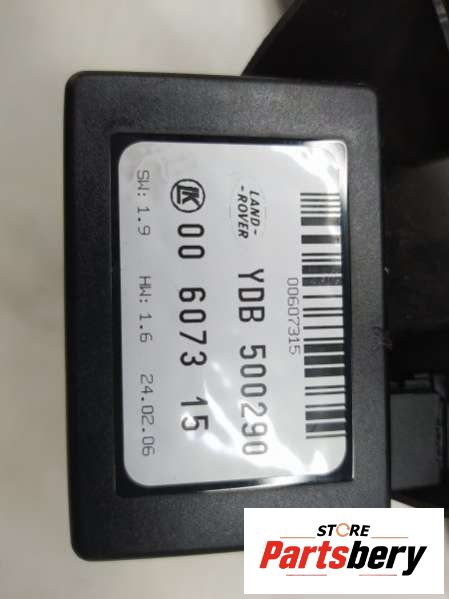 00607315
LAND-
-ROVER
YDB 500290
LK 00 6073 15
SW: 1.9 HW: 1.6 24.02.06
STORE
Partsbery